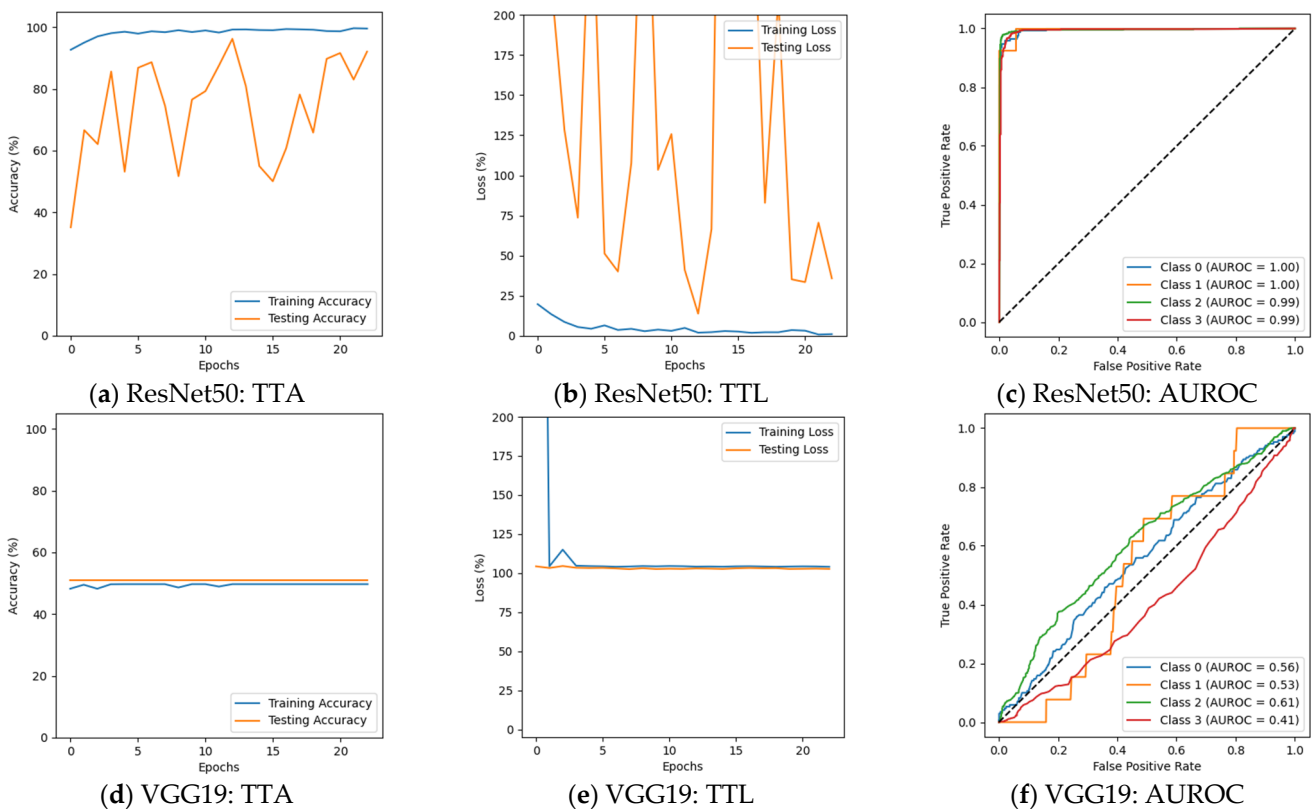 100
80
60
40
20
0
Accuracy (%)
Training Accuracy
Testing Accuracy
0 5 10 15 20
Epochs
(a) ResNet50: TTA
200
175
150
125
100
75
50
25
0
Loss (%)
Training Loss
Testing Loss
0 5 10 15 20
Epochs
(b) ResNet50: TTL
1.0
0.8
0.6
0.4
0.2
0.0
True Positive Rate
Class 0 (AUROC = 1.00)
Class 1 (AUROC = 1.00)
Class 2 (AUROC = 0.99)
Class 3 (AUROC = 0.99)
0.0 0.2 0.4 0.6 0.8 1.0
False Positive Rate
(c) ResNet50: AUROC
100
80
60
40
20
0
Accuracy (%)
Training Accuracy
Testing Accuracy
0 5 10 15 20
Epochs
(d) VGG19: TTA
200
175
150
125
100
75
50
25
0
Loss (%)
Training Loss
Testing Loss
0 5 10 15 20
Epochs
(e) VGG19: TTL
1.0
0.8
0.6
0.4
0.2
0.0
True Positive Rate
Class 0 (AUROC = 0.56)
Class 1 (AUROC = 0.53)
Class 2 (AUROC = 0.61)
Class 3 (AUROC = 0.41)
0.0 0.2 0.4 0.6 0.8 1.0
False Positive Rate
(f) VGG19: AUROC